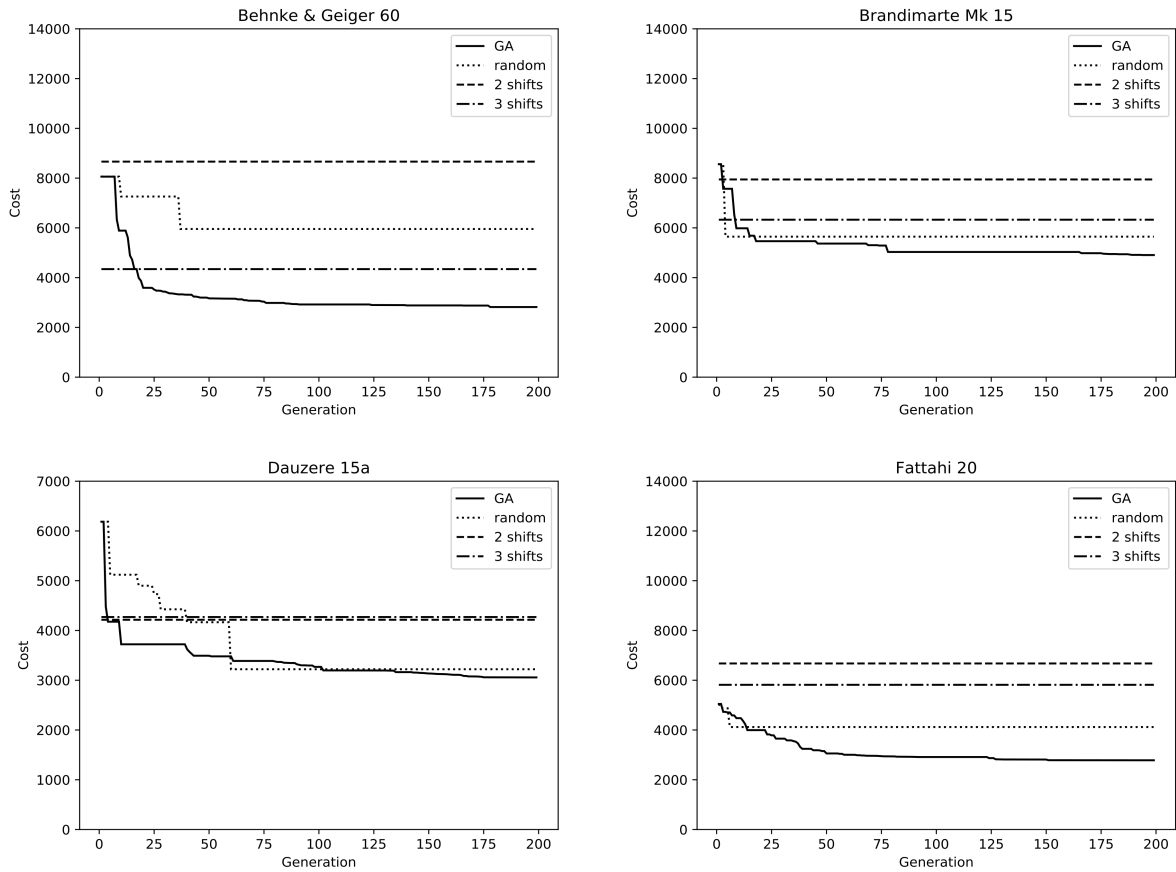 Behnke & Geiger 60
14000
12000
10000
8000
6000
4000
2000
0
Cost
GA
random
2 shifts
3 shifts
0 25 50 75 100 125 150 175 200
Generation
Brandimarte Mk 15
14000
12000
10000
8000
6000
4000
2000
0
Cost
GA
random
2 shifts
3 shifts
0 25 50 75 100 125 150 175 200
Generation
Dauzere 15a
7000
6000
5000
4000
3000
2000
1000
0
Cost
GA
random
2 shifts
3 shifts
0 25 50 75 100 125 150 175 200
Generation
Fattahi 20
14000
12000
10000
8000
6000
4000
2000
0
Cost
GA
random
2 shifts
3 shifts
0 25 50 75 100 125 150 175 200
Generation